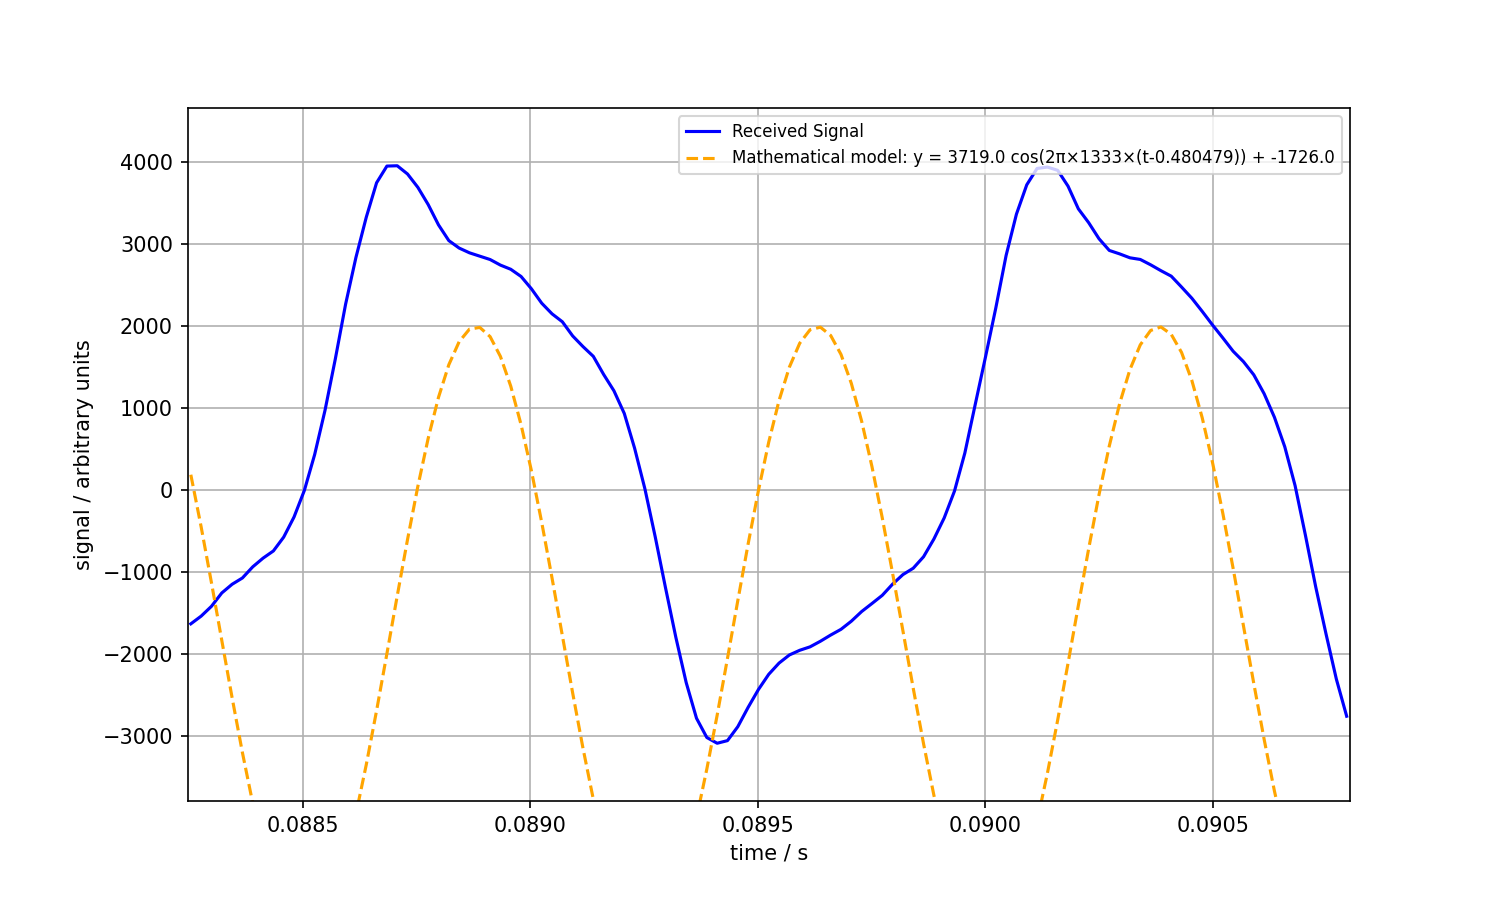 Received Signal
Mathematical model: y = 3719.0 cos(2π×1333×(t-0.480479)) + -1726.0
4000
3000
2000
1000
0
−1000
−2000
−3000
signal / arbitrary units
0.0885 0.0890 0.0895 0.0900 0.0905
time / s